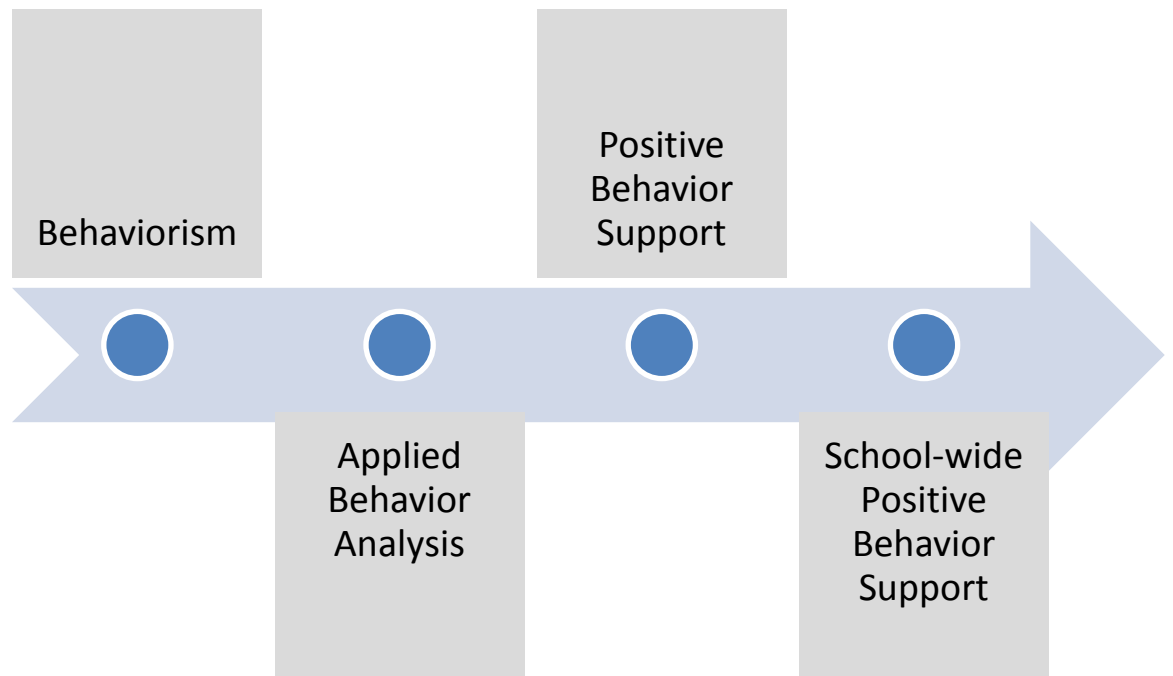 Behaviorism
Applied
Behavior
Analysis
Positive
Behavior
Support
School-wide
Positive
Behavior
Support